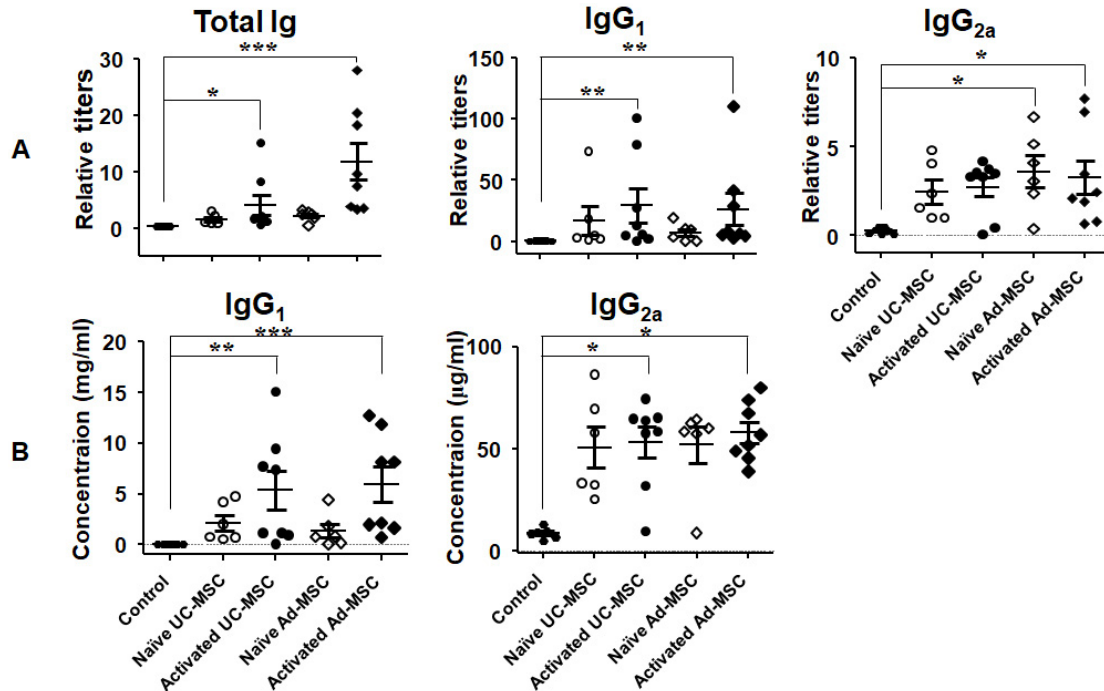 Total Ig
IgG1
IgG2a
A
Relative titers
30
20
10
0
***
*
Relative titers
150
100
50
0
**
**
Relative titers
10
5
0
*
*
Control
Naïve UC-MSC
Activated UC-MSC
Naïve Ad-MSC
Activated Ad-MSC
B
IgG1
Concentraion (mg/ml)
20
15
10
5
0
***
**
Control
Naïve UC-MSC
Activated UC-MSC
Naïve Ad-MSC
Activated Ad-MSC
IgG2a
Concentraion (µg/ml)
100
50
0
*
*
Control
Naïve UC-MSC
Activated UC-MSC
Naïve Ad-MSC
Activated Ad-MSC